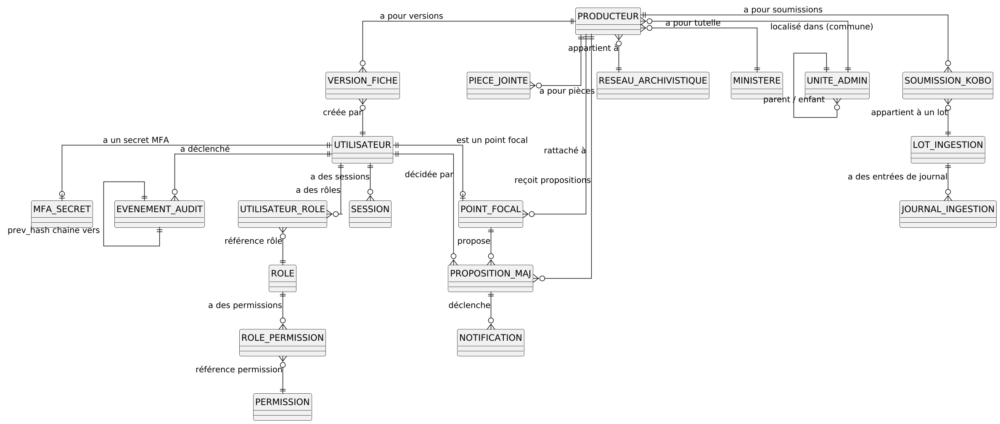 a pour soumissions
a pour versions
PRODUCTEUR
a pour tutelle
localisé dans (commune)
appartient à
VERSION_FICHE
PIECE_JOINTE
RESEAU_ARCHIVISTIQUE
MINISTERE
UNITE_ADMIN
SOUMISSION_KOBO
a pour pièces
parent / enfant
créée par
appartient à un lot
a un secret MFA
UTILISATEUR
est un point focal
LOT_INGESTION
a déclenché
rattaché à
décidée par
a des sessions
a des entrées de journal
reçoit propositions
a des rôles
MFA_SECRET
EVENEMENT_AUDIT
UTILISATEUR_ROLE
SESSION
POINT_FOCAL
JOURNAL_INGESTION
prev_hash chaine vers
référence rôle
propose
ROLE
PROPOSITION_MAJ
a des permissions
déclenche
ROLE_PERMISSION
NOTIFICATION
référence permission
PERMISSION